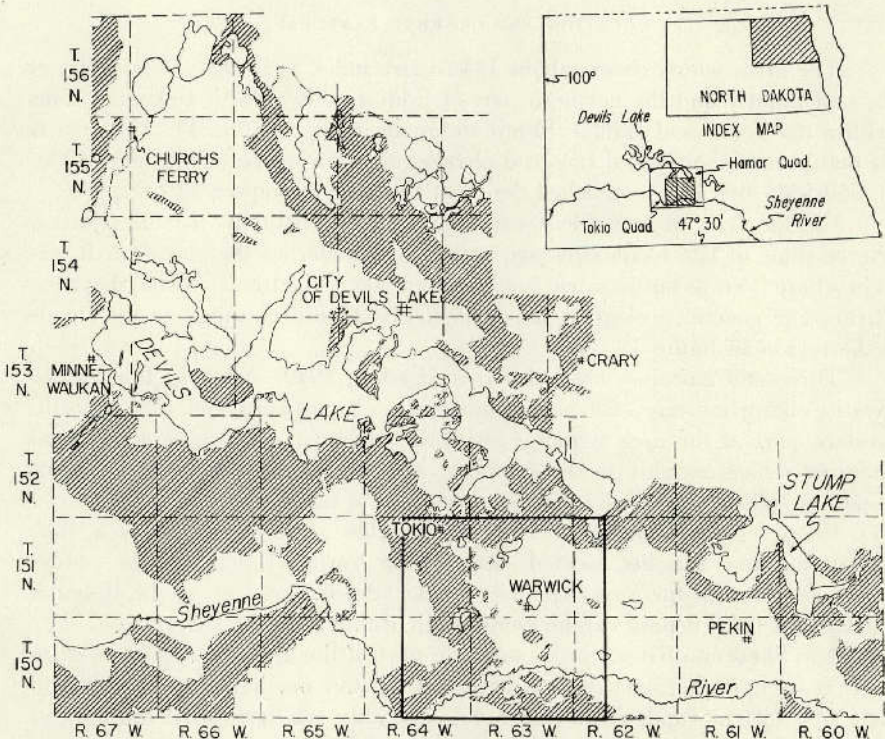 T.
156
N.
T.
155
N.
T.
154
N.
T.
153
N.
T.
152
N.
T.
151
N.
T.
150
N.
CHURCHS
FERRY
CITY
OF DEVILS LAKE
CRARY
MINNE-
WAUKAN
DEVILS
LAKE
STUMP
LAKE
TOKIO
WARWICK
PEKIN
Sheyenne
River
R. 67 W.
R. 66 W.
R. 65 W.
R. 64 W.
R. 63 W.
R. 62 W.
R. 61 W.
R. 60 W.
100°
NORTH DAKOTA
INDEX MAP
Devils Lake
Hamar Quad.
Sheyenne
River
Tokio Quad.
47° 30'